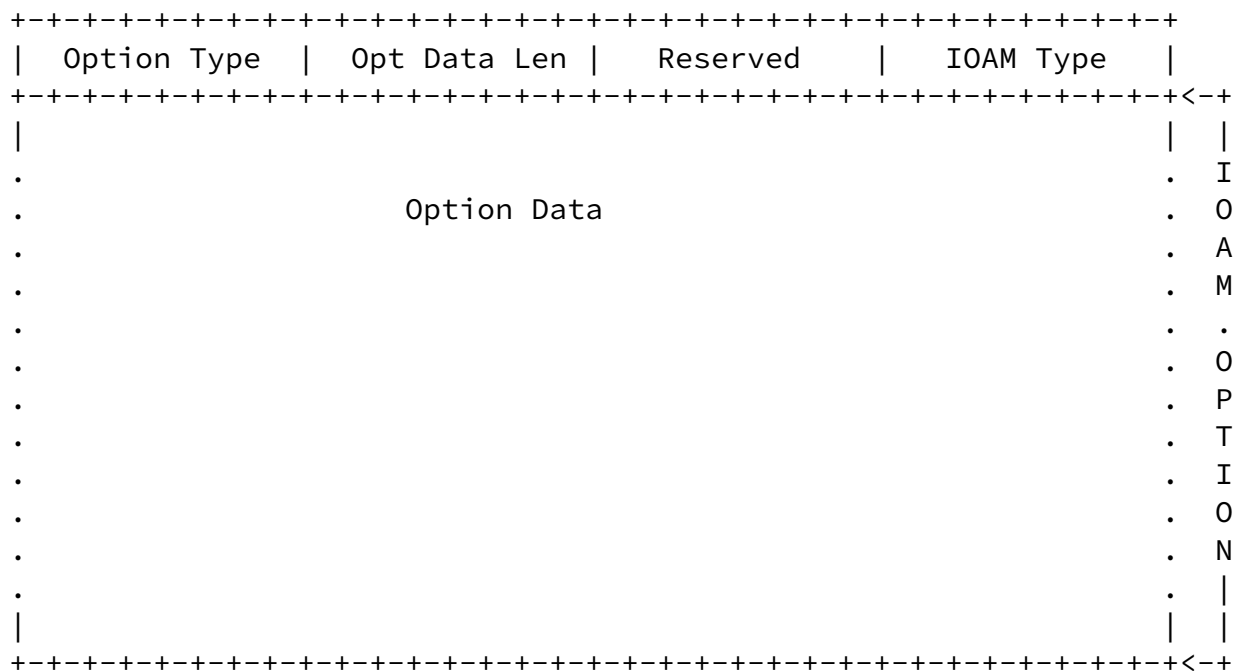 +-+-+-+-+-+-+-+-+-+-+-+-+-+-+-+-+-+-+-+-+-+-+-+-+-+-+-+-+-+-+-+-+
|  Option Type  |  Opt Data Len |   Reserved    |   IOAM Type   |
+-+-+-+-+-+-+-+-+-+-+-+-+-+-+-+-+-+-+-+-+-+-+-+-+-+-+-+-+-+-+-+-+<-+
|                                                               |  |
.                                                               .  I
.                     Option Data                               .  O
.                                                               .  A
.                                                               .  M
.                                                               .  .
.                                                               .  O
.                                                               .  P
.                                                               .  T
.                                                               .  I
.                                                               .  O
.                                                               .  N
.                                                               .  |
|                                                               |  |
+-+-+-+-+-+-+-+-+-+-+-+-+-+-+-+-+-+-+-+-+-+-+-+-+-+-+-+-+-+-+-+-+<-+